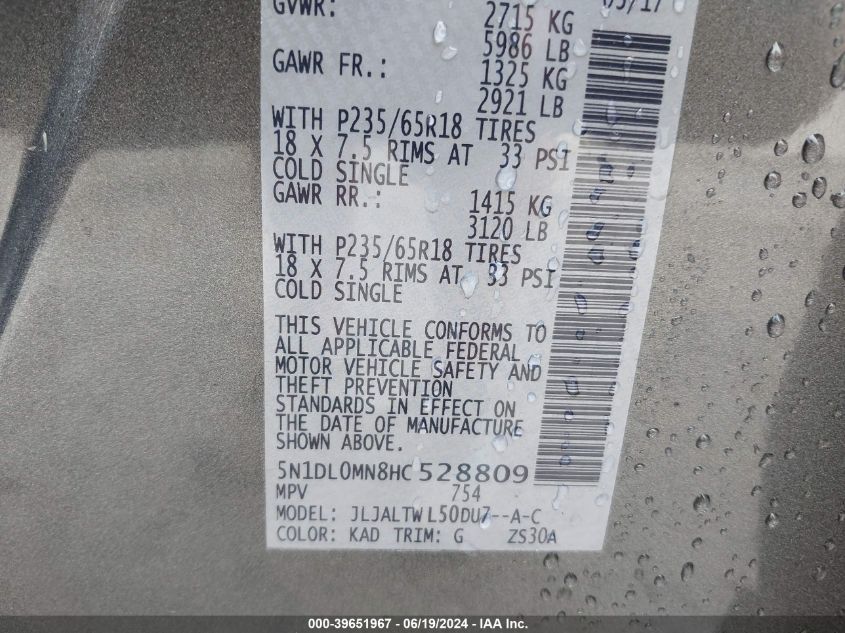 GVWR: 2715 KG 05/17
5986 LB
GAWR FR.: 1325 KG
2921 LB
WITH P235/65R18 TIRES
18 X 7.5 RIMS AT 33 PSI
COLD SINGLE
GAWR RR.: 1415 KG
3120 LB
WITH P235/65R18 TIRES
18 X 7.5 RIMS AT 33 PSI
COLD SINGLE
THIS VEHICLE CONFORMS TO
ALL APPLICABLE FEDERAL
MOTOR VEHICLE SAFETY AND
THEFT PREVENTION
STANDARDS IN EFFECT ON
THE DATE OF MANUFACTURE
SHOWN ABOVE.
5N1DL0MN8HC528809
MPV 754
MODEL: JLJALTWL50DU7--A-C
COLOR: KAD TRIM: G ZS30A
000-39651967 - 06/19/2024 - IAA Inc.